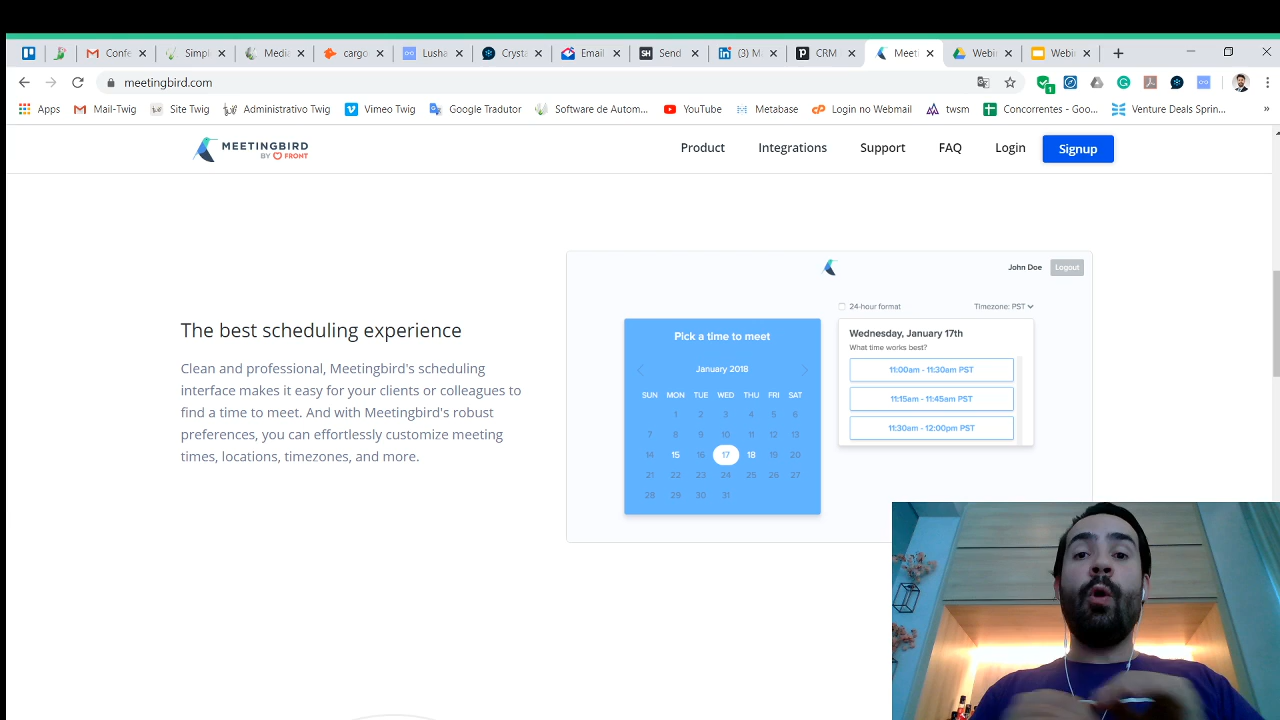 Confe
Simpl
Media
cargo
Lusha
Crysta
Email
Send
(3) M
CRM
Meeti
Webin
Webin
meetingbird.com
Apps
Mail-Twig
Site Twig
Administrativo Twig
Vimeo Twig
Google Tradutor
Software de Autom...
YouTube
Metabase
Login no Webmail
twsm
Concorrentes - Goo...
Venture Deals Sprin...
MEETINGBIRD
BY FRONT
Product
Integrations
Support
FAQ
Login
Signup
The best scheduling experience
Clean and professional, Meetingbird's scheduling
interface makes it easy for your clients or colleagues to
find a time to meet. And with Meetingbird's robust
preferences, you can effortlessly customize meeting
times, locations, timezones, and more.
John Doe
Logout
24-hour format
Timezone: PST
Pick a time to meet
January 2018
SUN MON TUE WED THU FRI SAT
1 2 3 4 5 6
7 8 9 10 11 12 13
14 15 16 17 18 19 20
21 22 23 24 25 26 27
28 29 30 31
Wednesday, January 17th
What time works best?
11:00am - 11:30am PST
11:15am - 11:45am PST
11:30am - 12:00pm PST